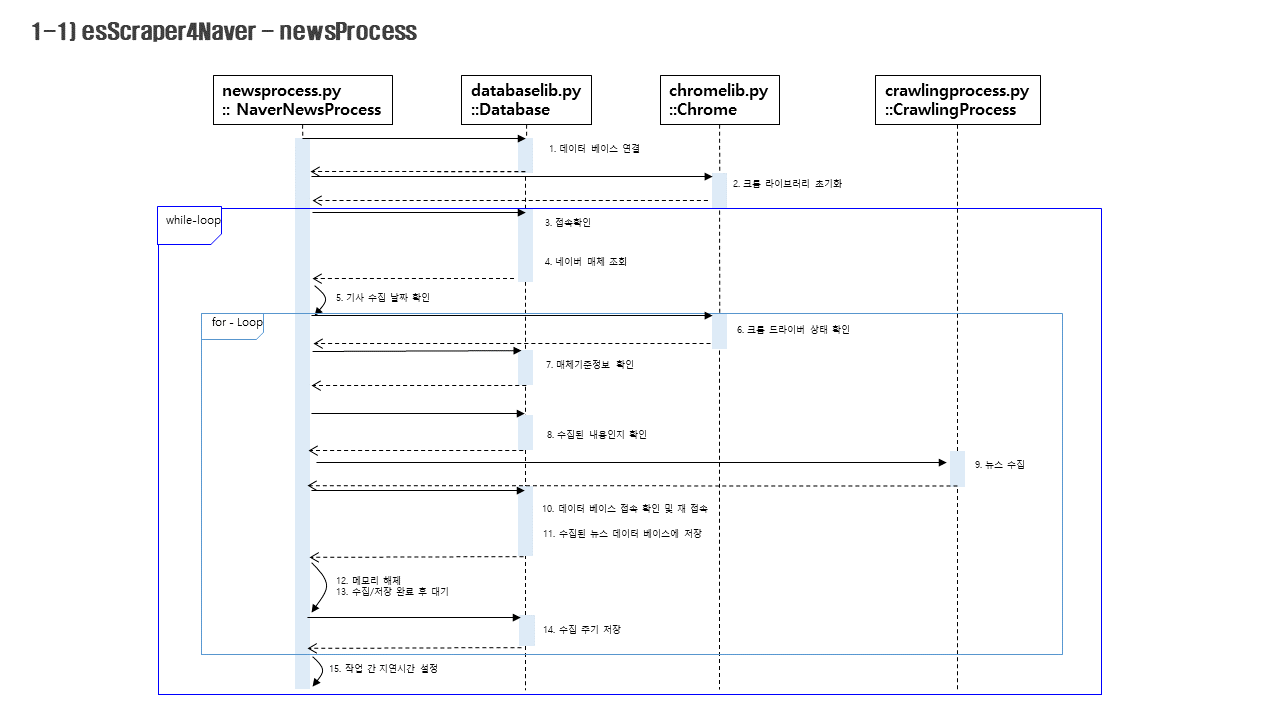 1-1) esScraper4Naver – newsProcess
newsprocess.py
:: NaverNewsProcess
databaselib.py
::Database
chromelib.py
::Chrome
crawlingprocess.py
::CrawlingProcess
1. 데이터 베이스 연결
2. 크롬 라이브러리 초기화
while-loop
3. 접속확인
4. 네이버 매체 조회
5. 기사 수집 날짜 확인
for - Loop
6. 크롬 드라이버 상태 확인
7. 매체기준정보 확인
8. 수집된 내용인지 확인
9. 뉴스 수집
10. 데이터 베이스 접속 확인 및 재 접속
11. 수집된 뉴스 데이터 베이스에 저장
12. 메모리 해제
13. 수집/저장 완료 후 대기
14. 수집 주기 저장
15. 작업 간 지연시간 설정